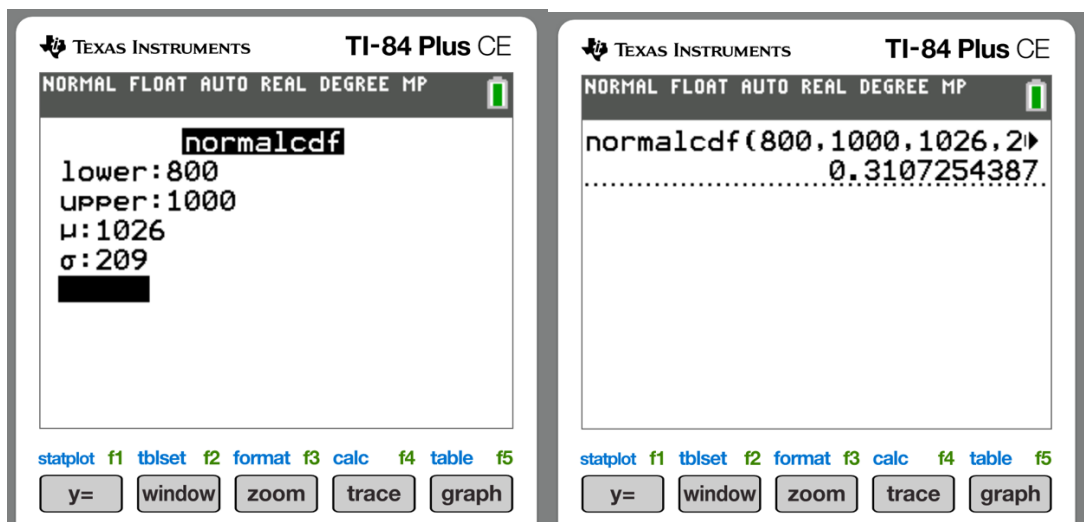 TEXAS INSTRUMENTS TI-84 Plus CE
NORMAL FLOAT AUTO REAL DEGREE MP
normalcdf
lower:800
upper:1000
μ:1026
σ:209
statplot f1 tblset f2 format f3 calc f4 table f5
y= window zoom trace graph
TEXAS INSTRUMENTS TI-84 Plus CE
NORMAL FLOAT AUTO REAL DEGREE MP
normalcdf(800,1000,1026,2
0.3107254387
statplot f1 tblset f2 format f3 calc f4 table f5
y= window zoom trace graph